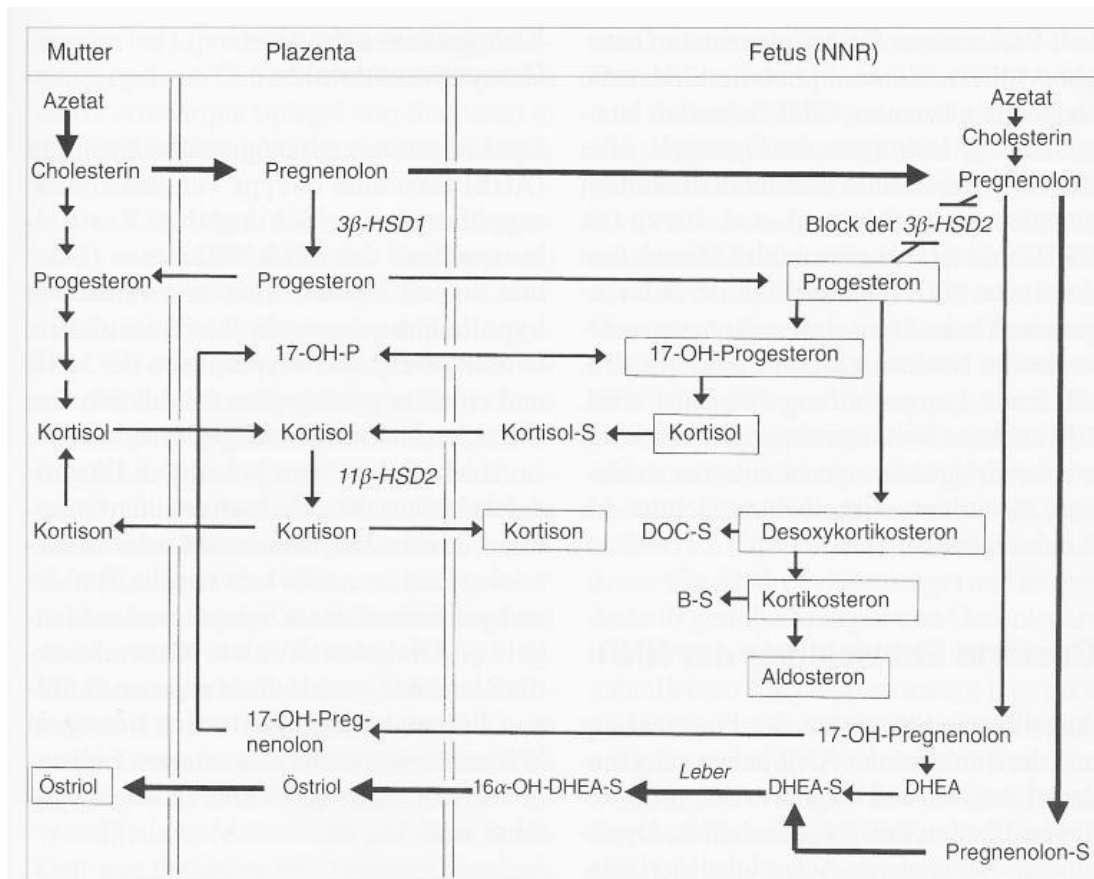 Mutter Plazenta Fetus (NNR)
Azetat Azetat
Cholesterin
Cholesterin Pregnenolon Pregnenolon
3β-HSD1 Block der 3β-HSD2
Progesteron Progesteron Progesteron
17-OH-P 17-OH-Progesteron
Kortisol Kortisol Kortisol-S Kortisol
11β-HSD2
Kortison Kortison Kortison DOC-S Desoxykortikosteron
B-S Kortikosteron
Aldosteron
17-OH-Preg-
nenolon
17-OH-Pregnenolon
Leber
Östriol Östriol 16α-OH-DHEA-S DHEA-S DHEA
Pregnenolon-S